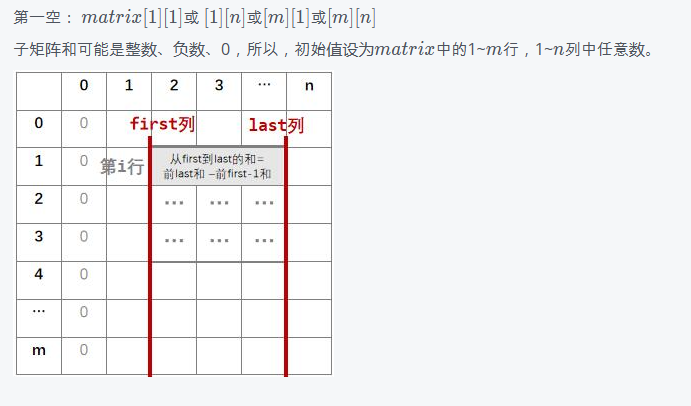 第一空： matrix[1][1]或 [1][n]或[m][1]或[m][n]
子矩阵和可能是整数、负数、0，所以，初始值设为matrix中的1~m行，1~n列中任意数。
0 1 2 3 … n
0 0 first列 last列
1 0 第i行 从first到last的和=
前last和 –前first-1和
2 0 … … …
3 0 … … …
4 0
… 0
m 0